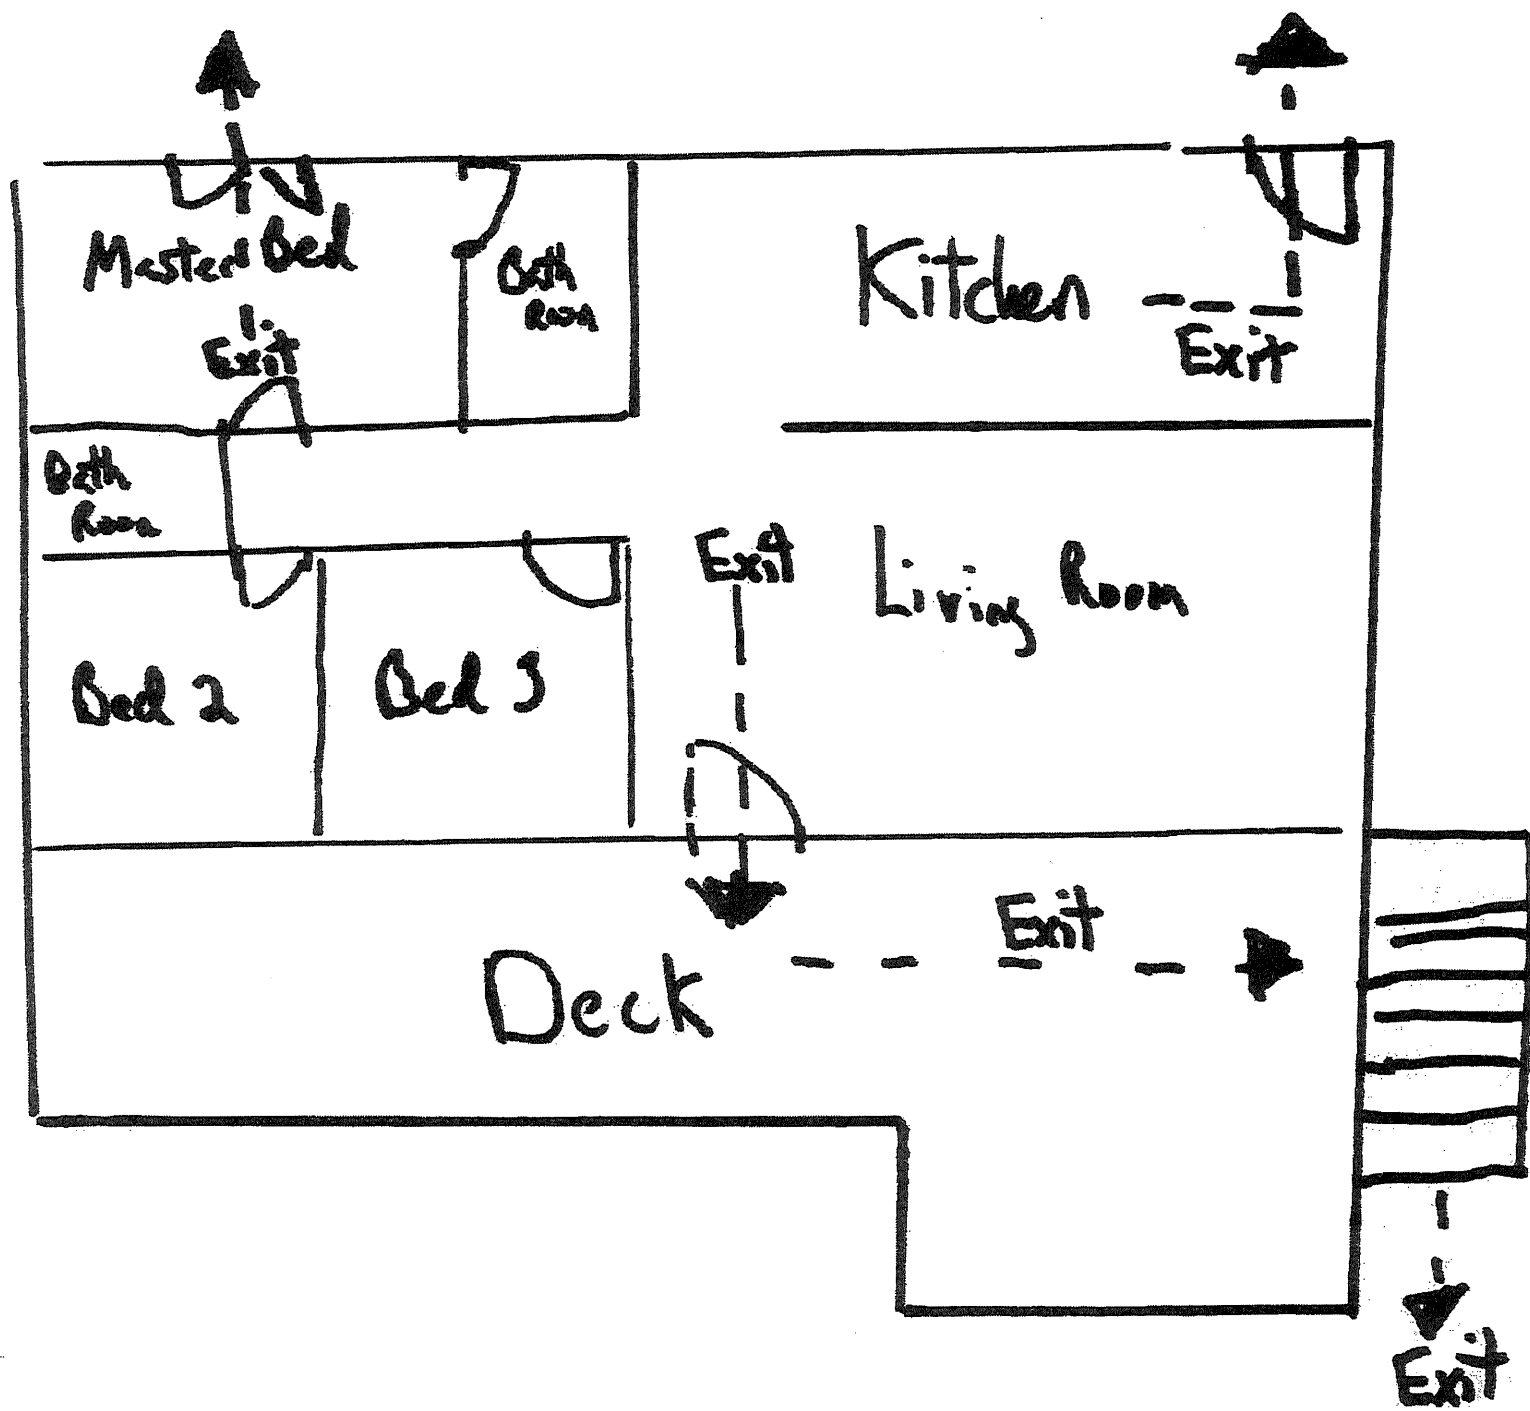 Master Bed
Exit
Bath
Room
Kitchen
Exit
Bath
Room
Exit
Living Room
Bed 2
Bed 3
Exit
Deck
Exit